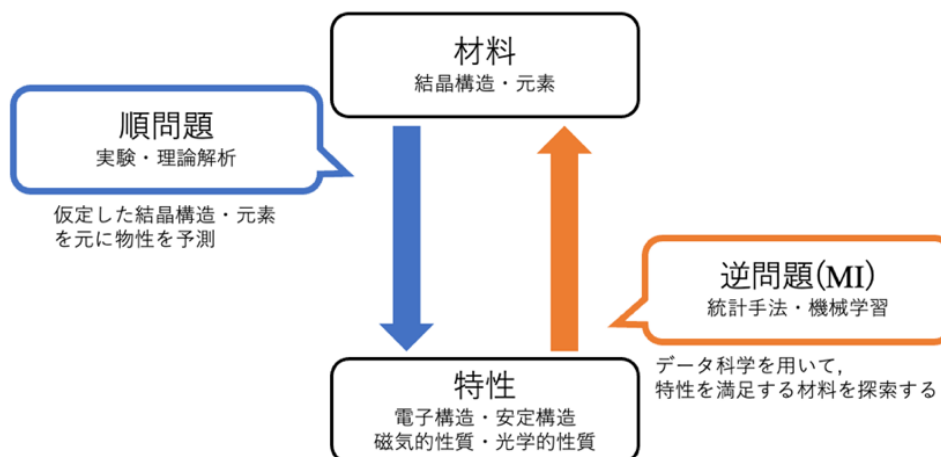 材料
結晶構造・元素
順問題
実験・理論解析
仮定した結晶構造・元素
を元に物性を予測
逆問題(MI)
統計手法・機械学習
データ科学を用いて,
特性を満足する材料を探索する
特性
電子構造・安定構造
磁気的性質・光学的性質